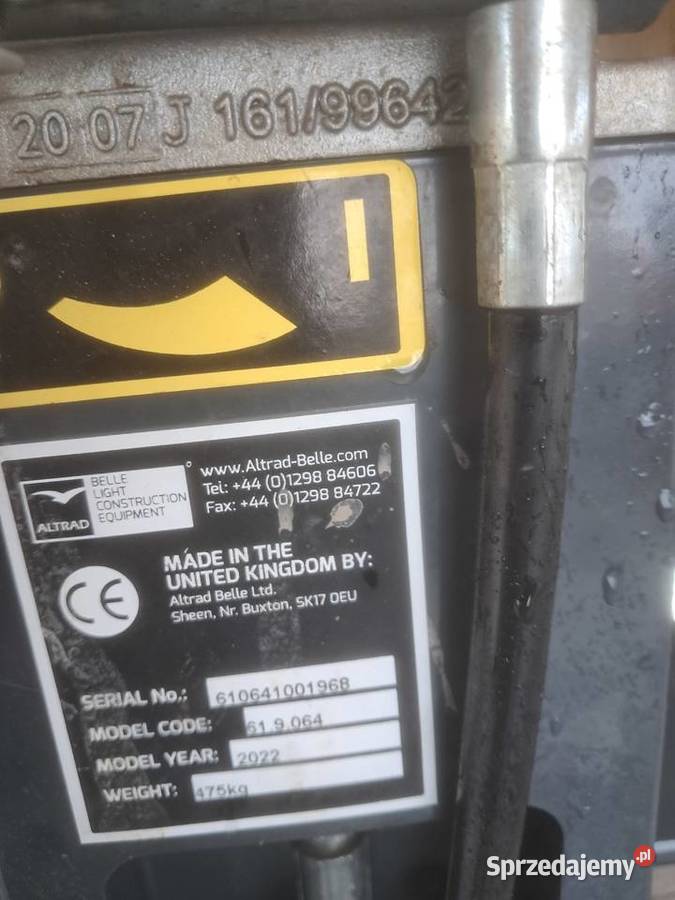 20 07 J 161/99642
ALTRAD
BELLE
LIGHT
CONSTRUCTION
EQUIPMENT
www.Altrad-Belle.com
Tel: +44 (0)1298 84606
Fax: +44 (0)1298 84722
CE
MADE IN THE
UNITED KINGDOM BY:
Altrad Belle Ltd.
Sheen, Nr. Buxton, SK17 0EU
SERIAL No.: 610641001968
MODEL CODE: 61.9.064
MODEL YEAR: 2022
WEIGHT: 475kg
Sprzedajemy.pl